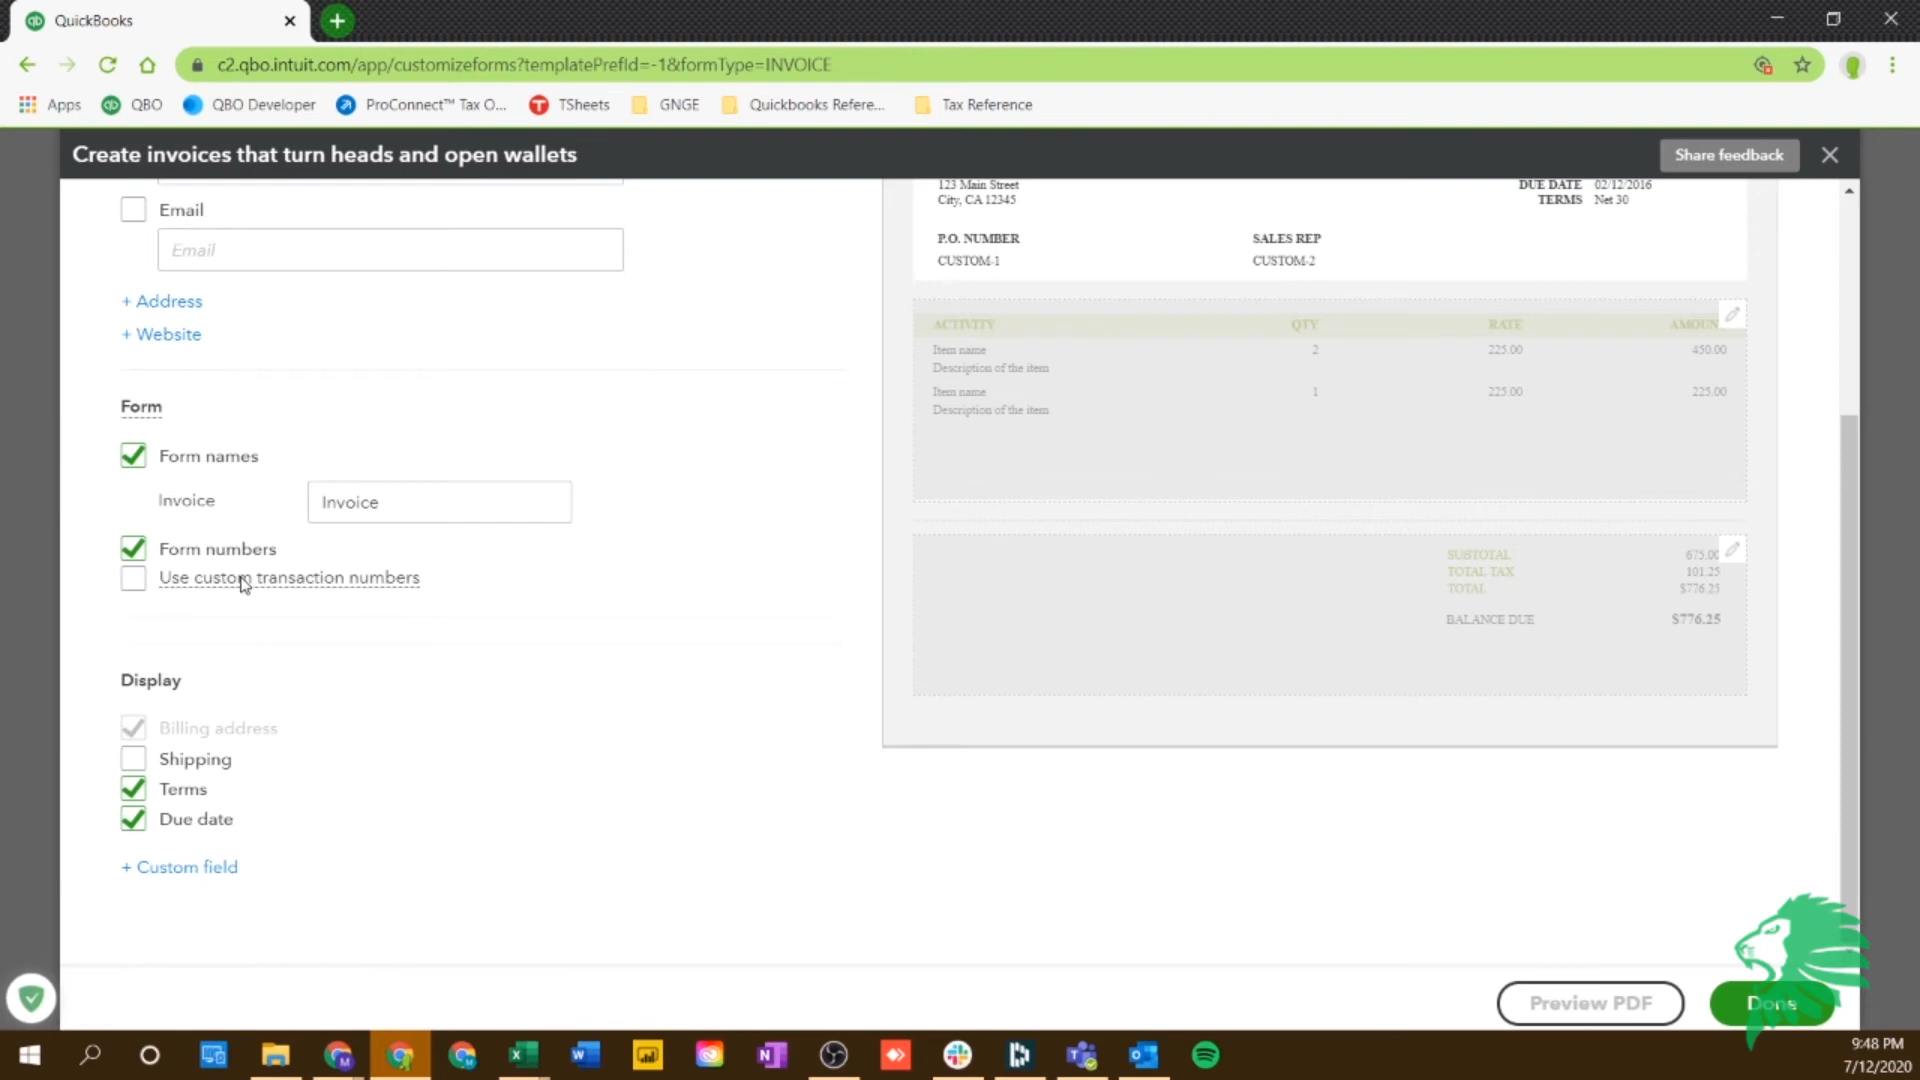 QuickBooks
c2.qbo.intuit.com/app/customizeforms?templatePrefId=-1&formType=INVOICE
Apps QBO QBO Developer ProConnect™ Tax O... TSheets GNGE Quickbooks Refere... Tax Reference
Create invoices that turn heads and open wallets Share feedback
Email
Email
+ Address
+ Website
Form
Form names
Invoice Invoice
Form numbers
Use custom transaction numbers
Display
Billing address
Shipping
Terms
Due date
+ Custom field
123 Main Street DUE DATE 02/12/2016
City, CA 12345 TERMS Net 30
P.O. NUMBER SALES REP
CUSTOM-1 CUSTOM-2
ACTIVITY QTY RATE AMOUN
Item name 2 225.00 450.00
Description of the item
Item name 1 225.00 225.00
Description of the item
SUBTOTAL 675.00
TOTAL TAX 101.25
TOTAL $776.25
BALANCE DUE $776.25
Preview PDF Done
9:48 PM
7/12/2020